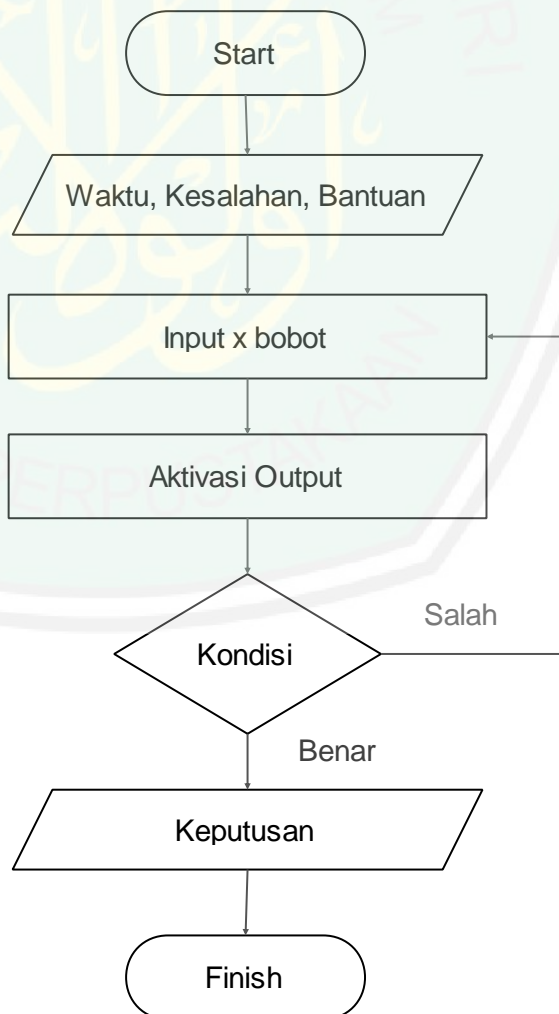 Start
Waktu, Kesalahan, Bantuan
Input x bobot
Aktivasi Output
Kondisi
Salah
Benar
Keputusan
Finish